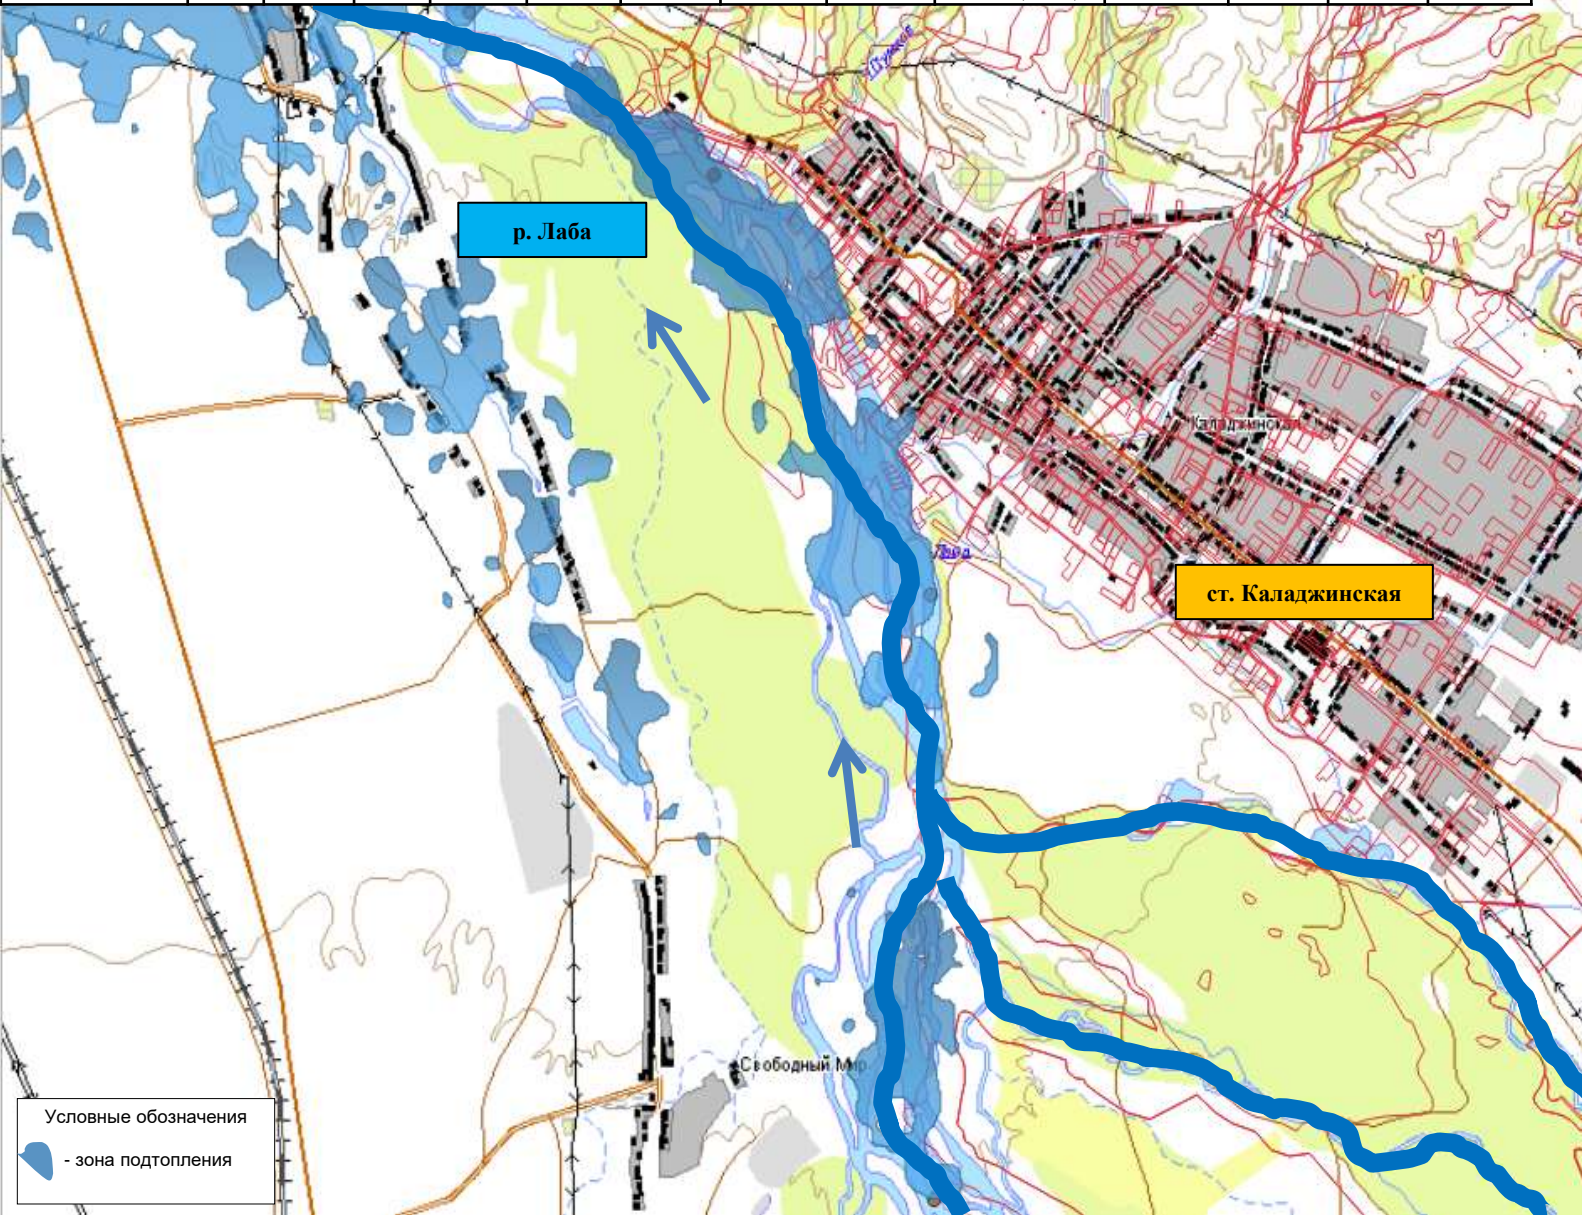 р. Лаба
Каладжинская
Лаба
ст. Каладжинская
Свободный Мир
Условные обозначения
- зона подтопления